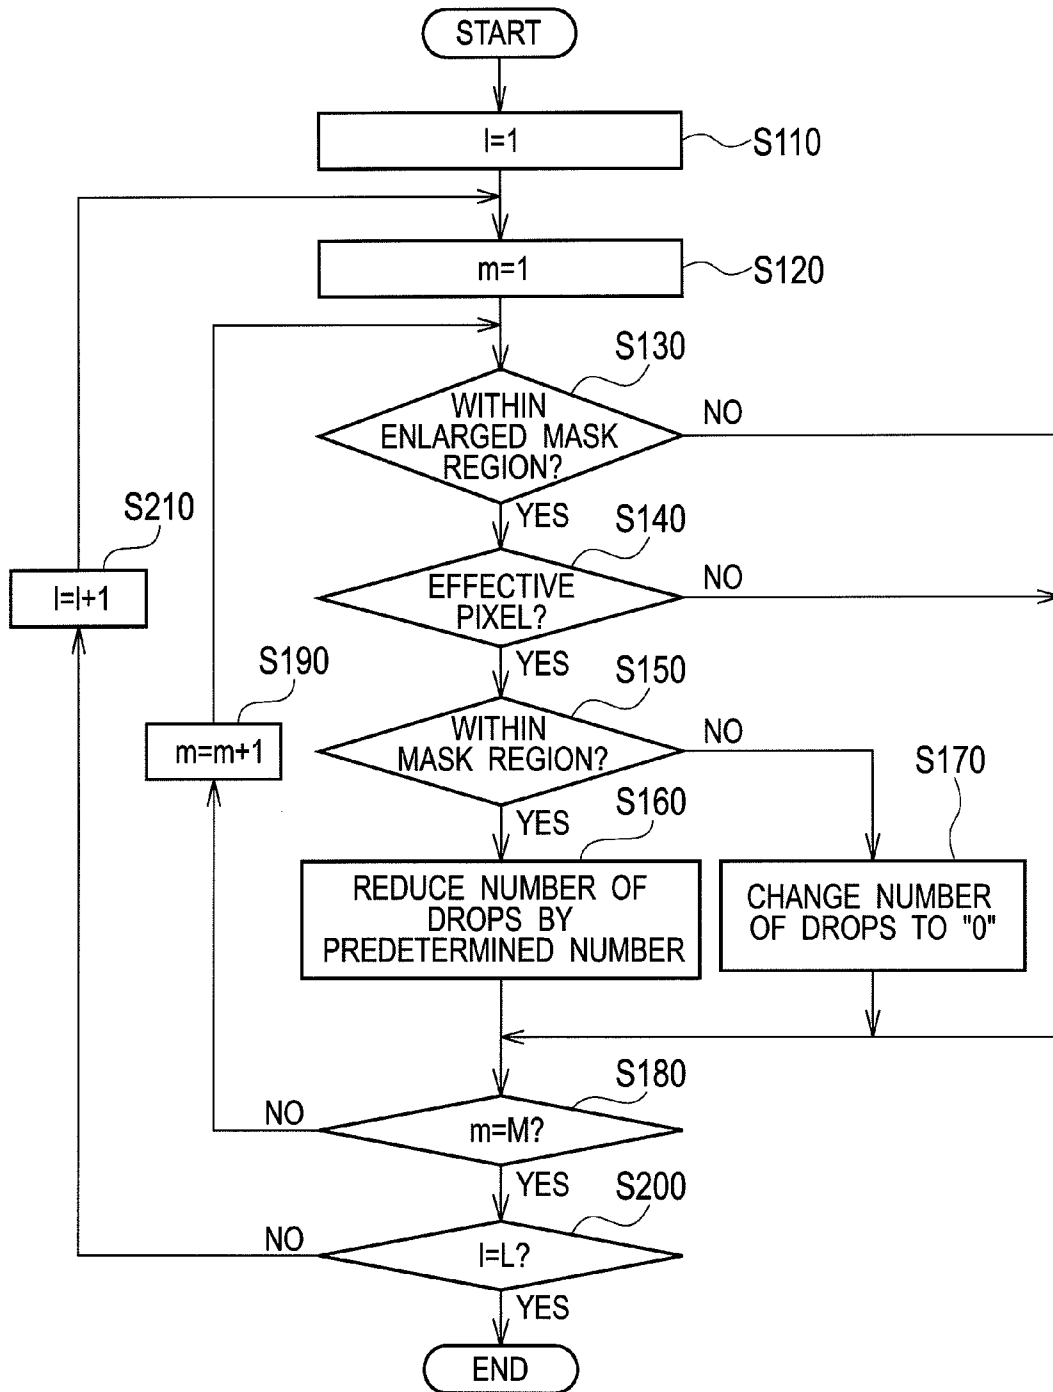 START
l=1
S110
m=1
S120
S130
WITHIN
ENLARGED MASK
REGION?
NO
YES
S210
l=l+1
S140
EFFECTIVE
PIXEL?
NO
YES
S190
m=m+1
S150
WITHIN
MASK REGION?
NO
YES
S160
REDUCE NUMBER OF
DROPS BY
PREDETERMINED NUMBER
S170
CHANGE NUMBER
OF DROPS TO "0"
S180
m=M?
NO
YES
S200
l=L?
NO
YES
END